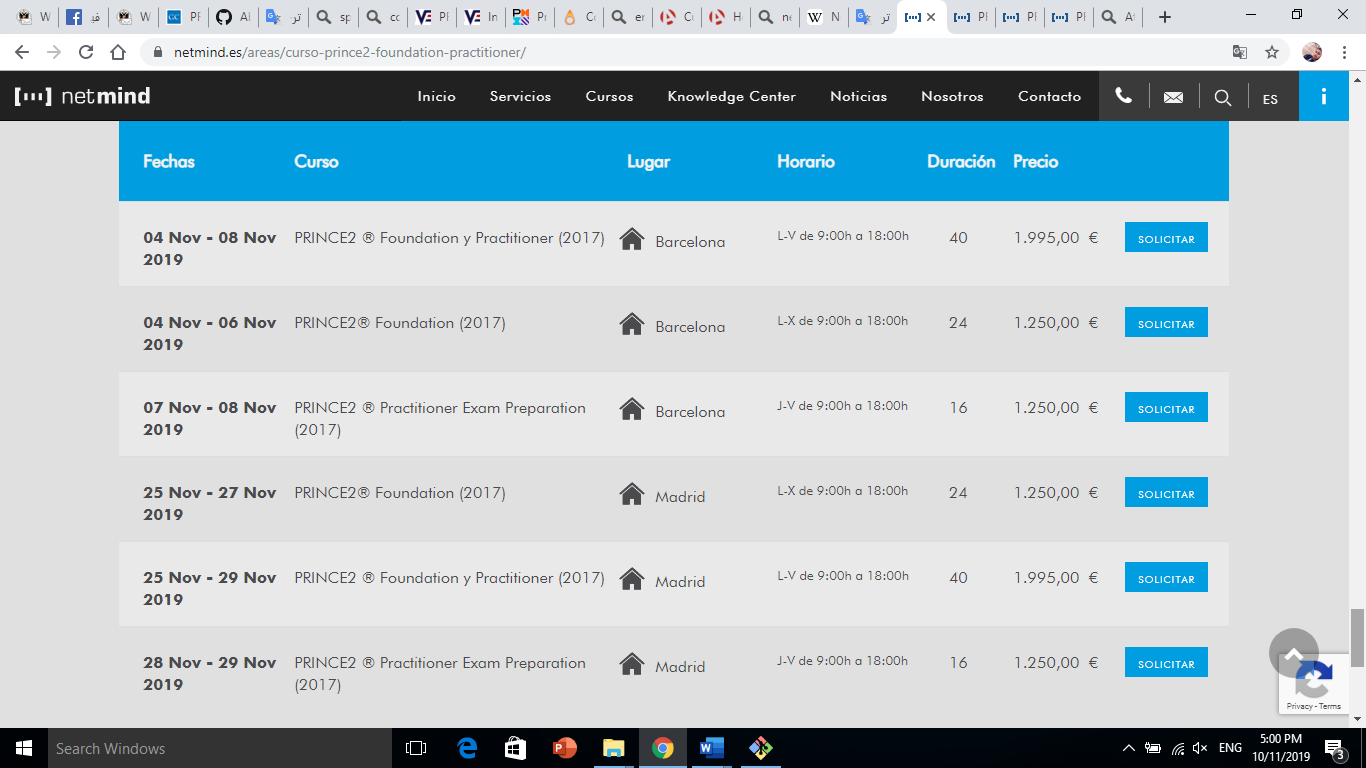 netmind.es/areas/curso-prince2-foundation-practitioner/
[···] netmind
Inicio Servicios Cursos Knowledge Center Noticias Nosotros Contacto ES i
Fechas Curso Lugar Horario Duración Precio
04 Nov - 08 Nov PRINCE2 ® Foundation y Practitioner (2017) Barcelona L-V de 9:00h a 18:00h 40 1.995,00 € SOLICITAR
2019
04 Nov - 06 Nov PRINCE2® Foundation (2017) Barcelona L-X de 9:00h a 18:00h 24 1.250,00 € SOLICITAR
2019
07 Nov - 08 Nov PRINCE2 ® Practitioner Exam Preparation Barcelona J-V de 9:00h a 18:00h 16 1.250,00 € SOLICITAR
2019 (2017)
25 Nov - 27 Nov PRINCE2® Foundation (2017) Madrid L-X de 9:00h a 18:00h 24 1.250,00 € SOLICITAR
2019
25 Nov - 29 Nov PRINCE2 ® Foundation y Practitioner (2017) Madrid L-V de 9:00h a 18:00h 40 1.995,00 € SOLICITAR
2019
28 Nov - 29 Nov PRINCE2 ® Practitioner Exam Preparation Madrid J-V de 9:00h a 18:00h 16 1.250,00 € SOLICITAR
2019 (2017)
Privacy - Terms
Search Windows
ENG
5:00 PM
10/11/2019
3